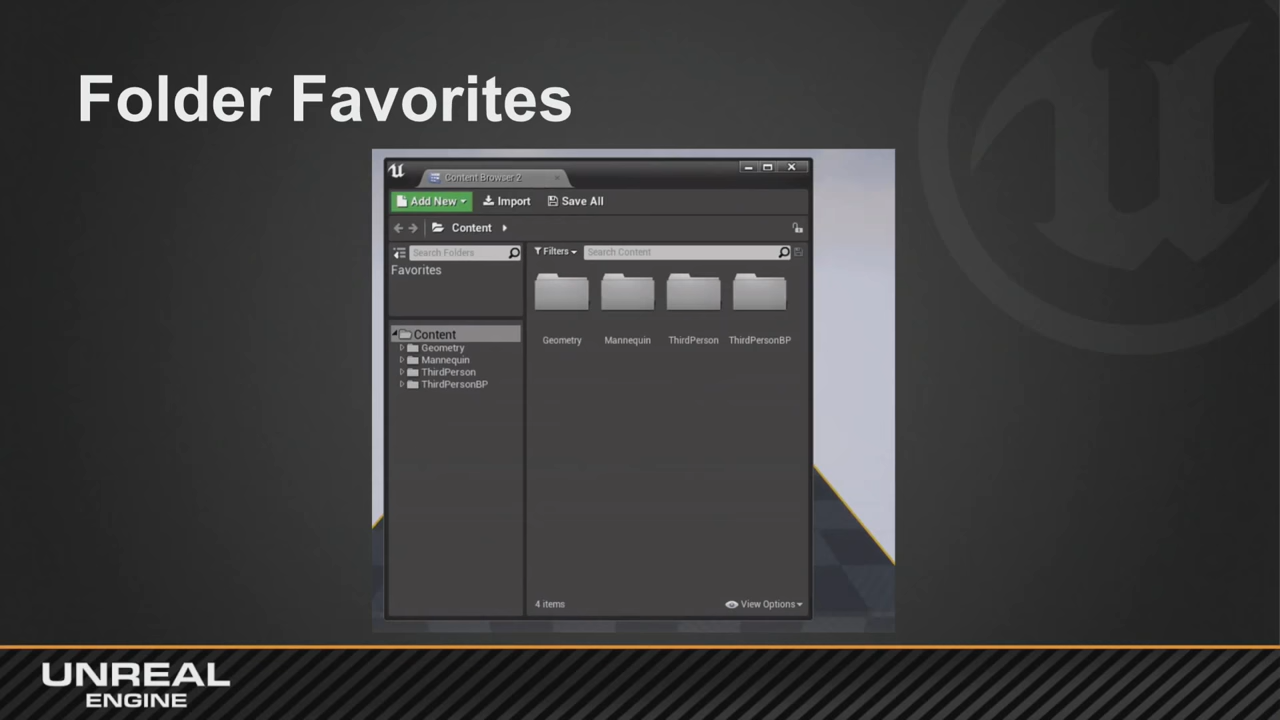 Folder Favorites
Content Browser 2
Add New
Import
Save All
Content
Search Folders
Filters
Search Content
Favorites
Content
Geometry
Mannequin
ThirdPerson
ThirdPersonBP
Geometry
Mannequin
ThirdPerson
ThirdPersonBP
4 items
View Options
UNREAL
ENGINE